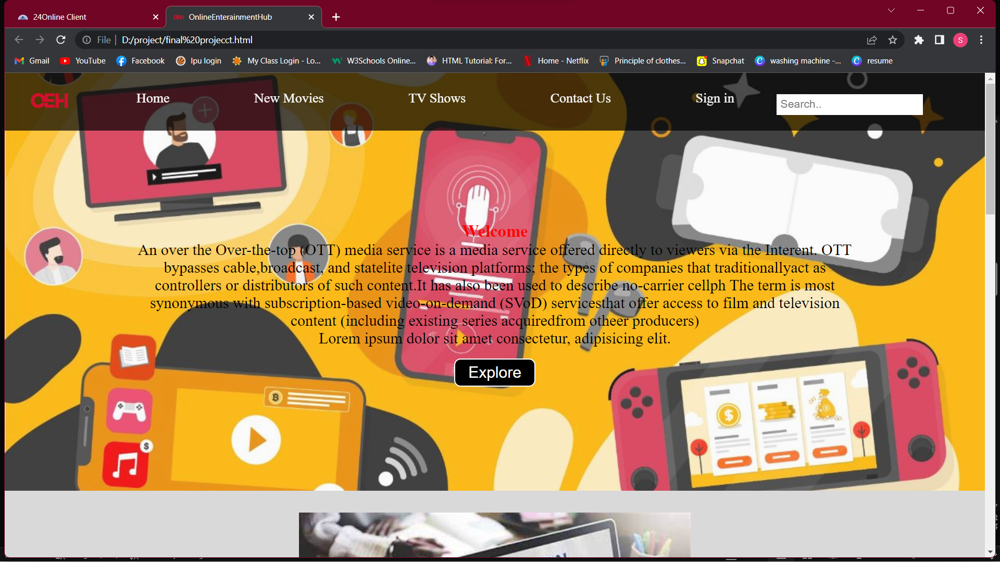 24Online Client
OEH OnlineEnterainmentHub
File | D:/project/final%20projecct.html
S
Gmail YouTube Facebook Ipu login My Class Login - Lo... W3Schools Online... HTML Tutorial: For... Home - Netflix Principle of clothes... Snapchat washing machine -... resume
OEH Home New Movies TV Shows Contact Us Sign in Search..
Welcome
An over the Over-the-top (OTT) media service is a media service offered directly to viewers via the Interent. OTT
bypasses cable,broadcast, and statelite television platforms; the types of companies that traditionallyact as
controllers or distributors of such content.It has also been used to describe no-carrier cellph The term is most
synonymous with subscription-based video-on-demand (SVoD) servicesthat offer access to film and television
content (including existing series acquiredfrom otheer producers)
Lorem ipsum dolor sit amet consectetur, adipisicing elit.
Explore